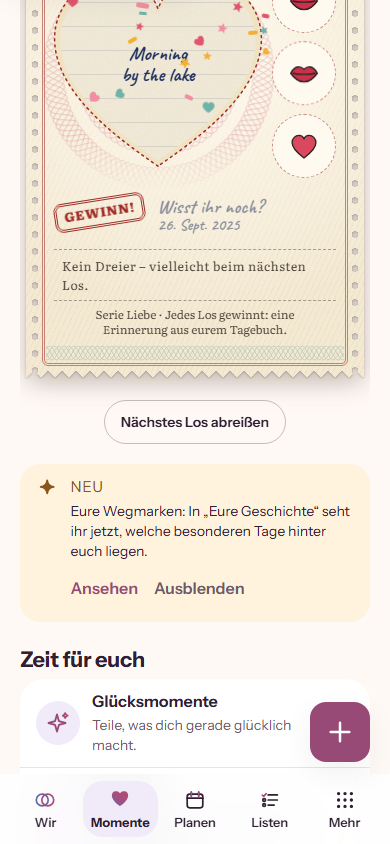 Morning
by the lake
GEWINN!
Wisst ihr noch?
26. Sept. 2025
Kein Dreier – vielleicht beim nächsten
Los.
Serie Liebe · Jedes Los gewinnt: eine
Erinnerung aus eurem Tagebuch.
Nächstes Los abreißen
NEU
Eure Wegmarken: In „Eure Geschichte“ seht
ihr jetzt, welche besonderen Tage hinter
euch liegen.
Ansehen Ausblenden
Zeit für euch
Glücksmomente
Teile, was dich gerade glücklich
macht.
Wir Momente Planen Listen Mehr